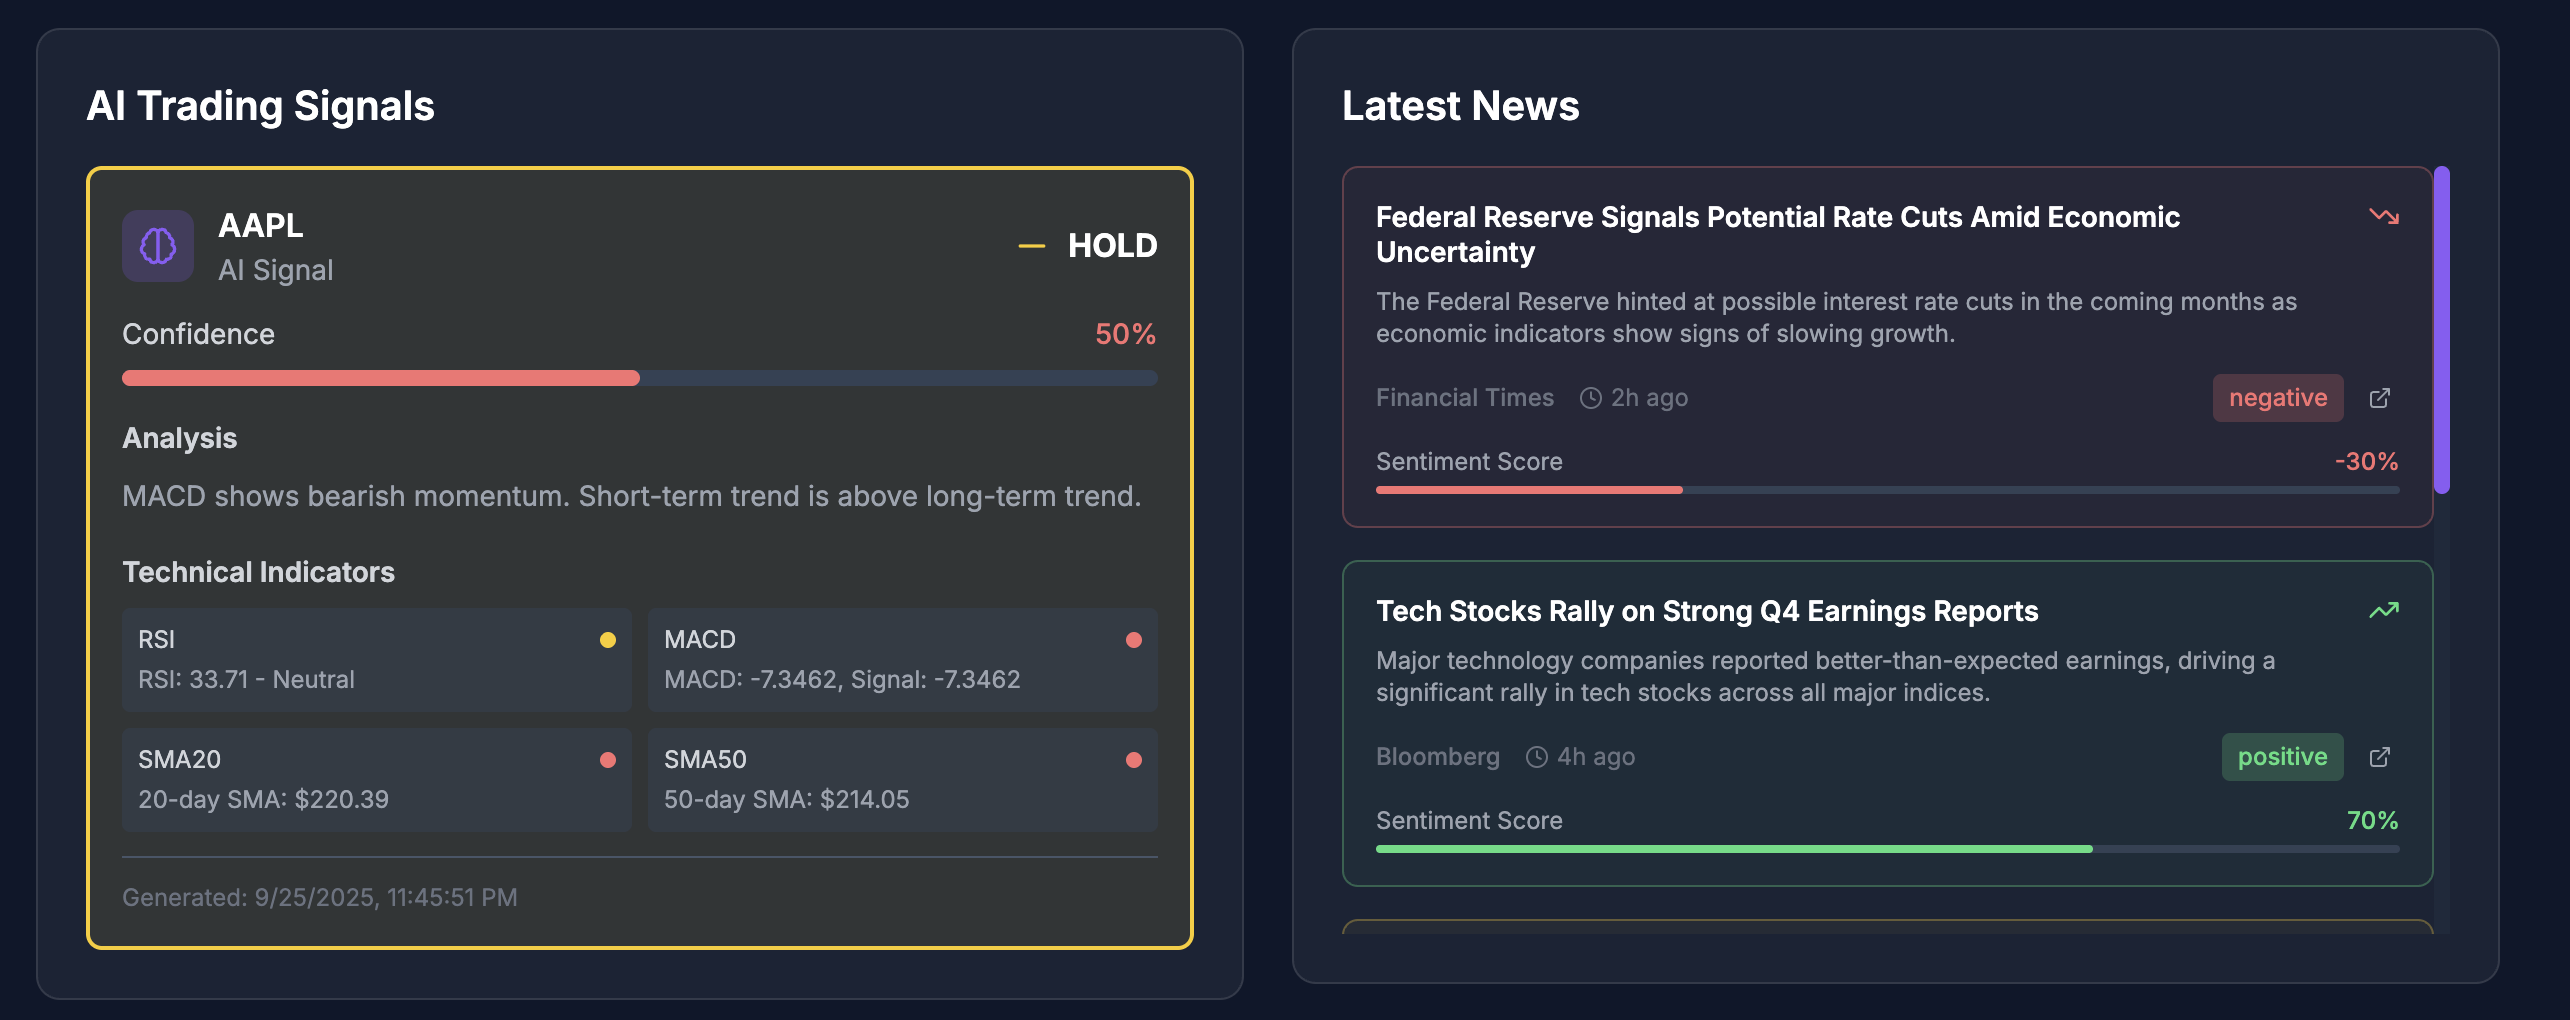 AI Trading Signals
AAPL
AI Signal
HOLD
Confidence
50%
Analysis
MACD shows bearish momentum. Short-term trend is above long-term trend.
Technical Indicators
RSI
RSI: 33.71 - Neutral
MACD
MACD: -7.3462, Signal: -7.3462
SMA20
20-day SMA: $220.39
SMA50
50-day SMA: $214.05
Generated: 9/25/2025, 11:45:51 PM
Latest News
Federal Reserve Signals Potential Rate Cuts Amid Economic
Uncertainty
The Federal Reserve hinted at possible interest rate cuts in the coming months as
economic indicators show signs of slowing growth.
Financial Times
2h ago
negative
Sentiment Score
-30%
Tech Stocks Rally on Strong Q4 Earnings Reports
Major technology companies reported better-than-expected earnings, driving a
significant rally in tech stocks across all major indices.
Bloomberg
4h ago
positive
Sentiment Score
70%